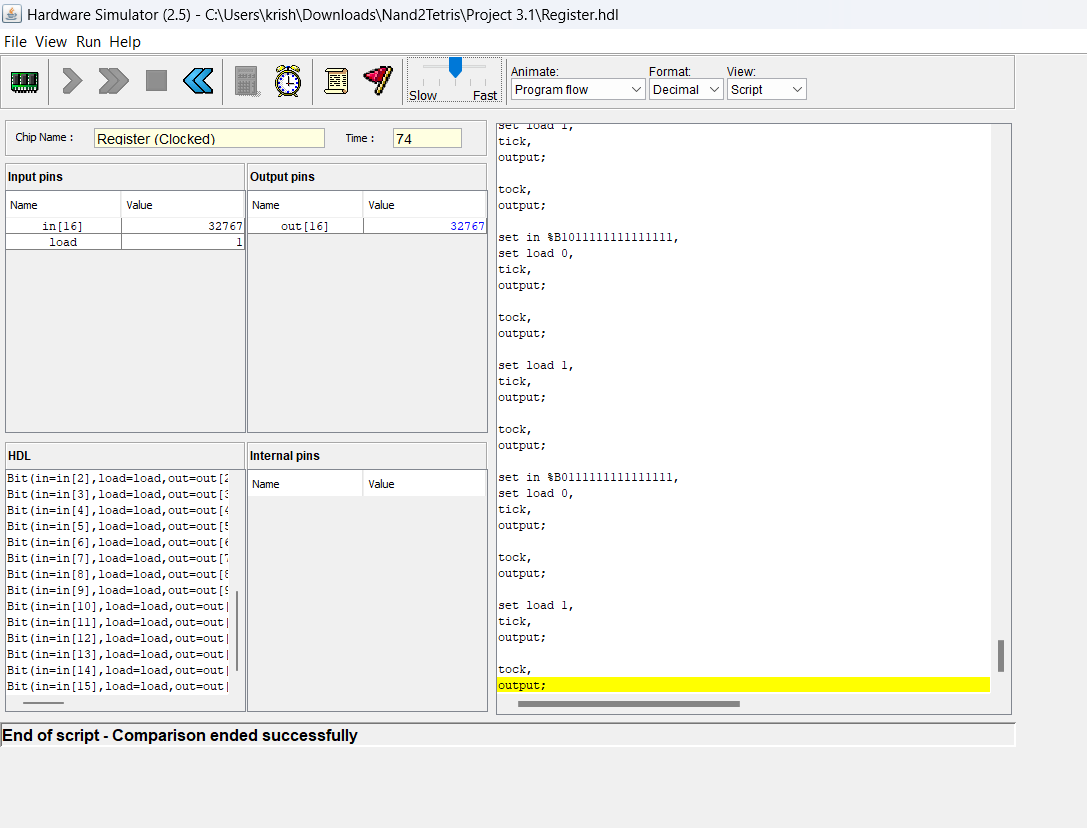 Hardware Simulator (2.5) - C:\Users\krish\Downloads\Nand2Tetris\Project 3.1\Register.hdl
File View Run Help
Animate: Format: View:
Program flow Decimal Script
Slow Fast
Chip Name : Register (Clocked) Time : 74
Input pins
Name Value
in[16] 32767
load 1
Output pins
Name Value
out[16] 32767
HDL
Bit(in=in[2],load=load,out=out[2
Bit(in=in[3],load=load,out=out[3
Bit(in=in[4],load=load,out=out[4
Bit(in=in[5],load=load,out=out[5
Bit(in=in[6],load=load,out=out[6
Bit(in=in[7],load=load,out=out[7
Bit(in=in[8],load=load,out=out[8
Bit(in=in[9],load=load,out=out[9
Bit(in=in[10],load=load,out=out[
Bit(in=in[11],load=load,out=out[
Bit(in=in[12],load=load,out=out[
Bit(in=in[13],load=load,out=out[
Bit(in=in[14],load=load,out=out[
Bit(in=in[15],load=load,out=out[
Internal pins
Name Value
set load 1,
tick,
output;
tock,
output;
set in %B1011111111111111,
set load 0,
tick,
output;
tock,
output;
set load 1,
tick,
output;
tock,
output;
set in %B0111111111111111,
set load 0,
tick,
output;
tock,
output;
set load 1,
tick,
output;
tock,
output;
End of script - Comparison ended successfully